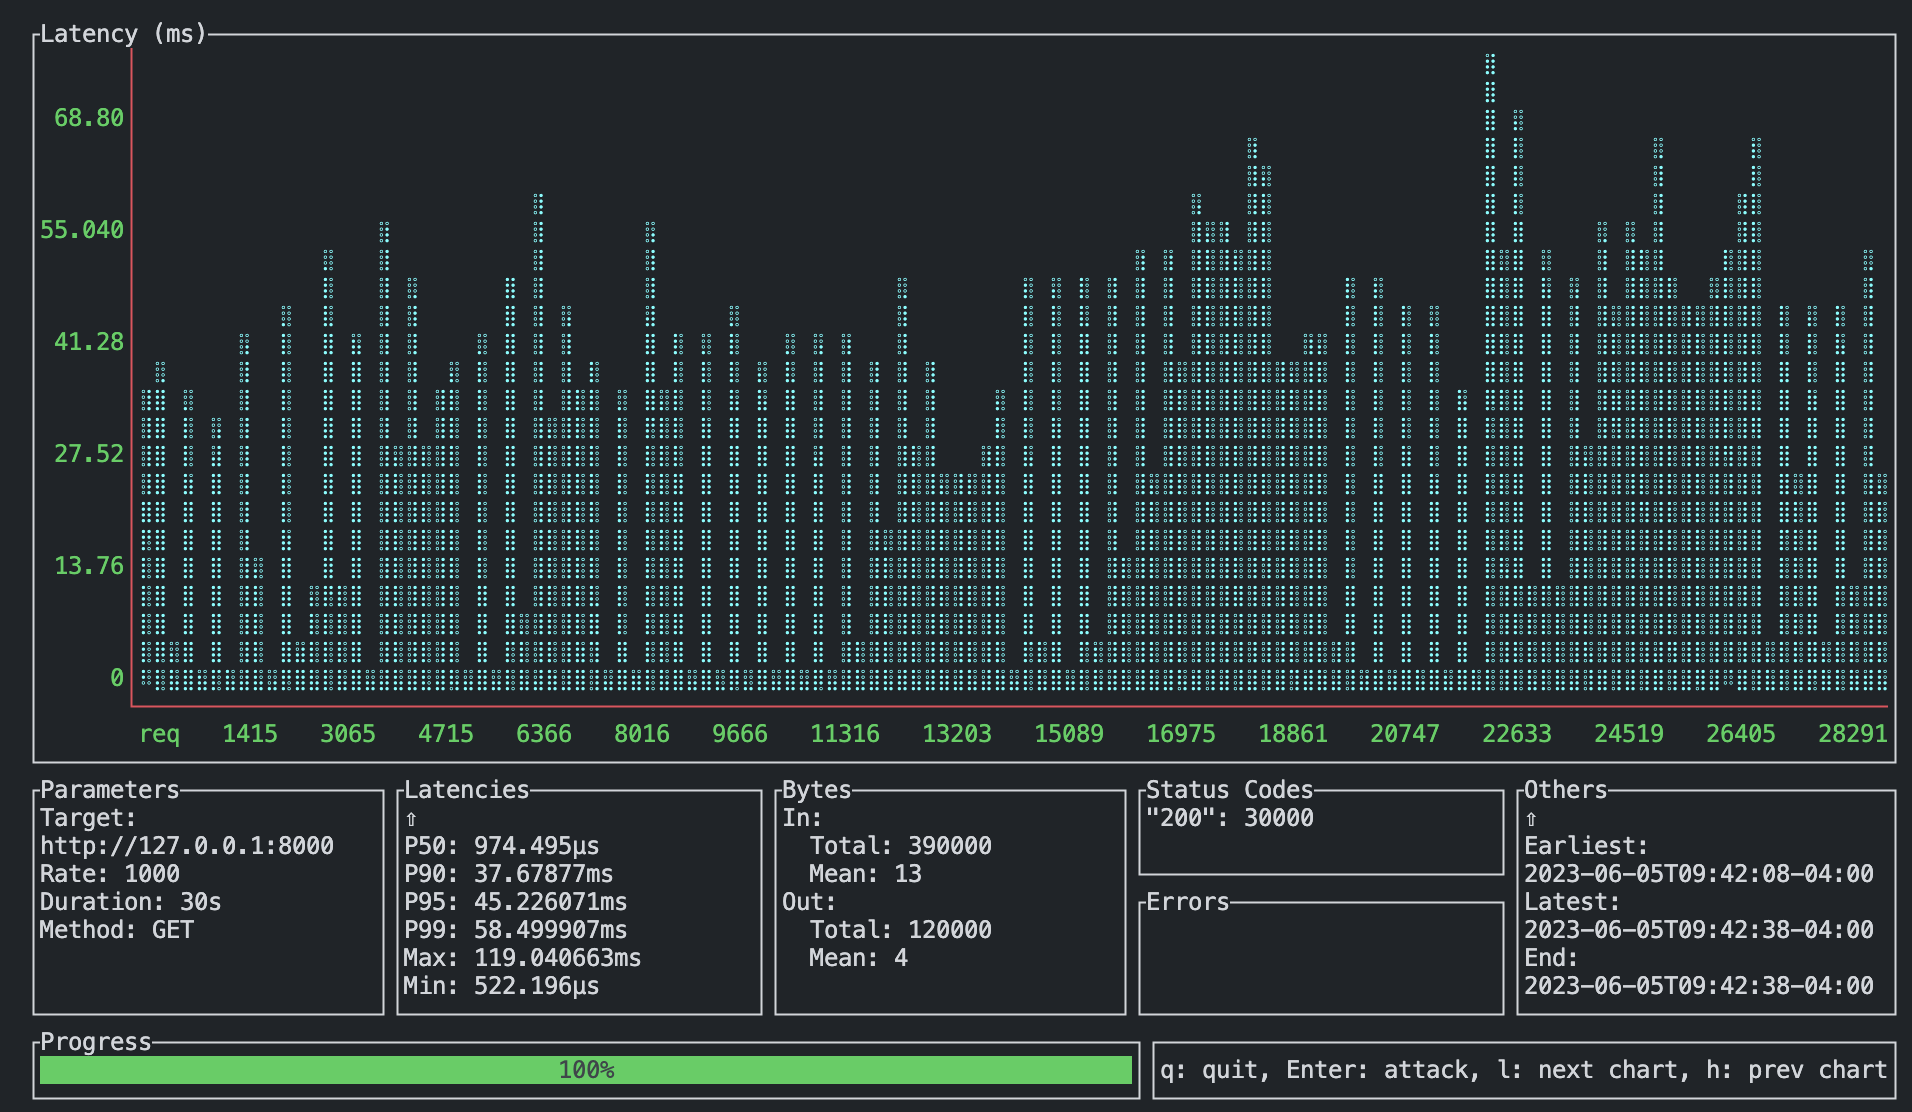 Latency (ms)
68.80
55.040
41.28
27.52
13.76
0
req 1415 3065 4715 6366 8016 9666 11316 13203 15089 16975 18861 20747 22633 24519 26405 28291
Parameters
Target:
http://127.0.0.1:8000
Rate: 1000
Duration: 30s
Method: GET
Latencies
⇧
P50: 974.495µs
P90: 37.67877ms
P95: 45.226071ms
P99: 58.499907ms
Max: 119.040663ms
Min: 522.196µs
Bytes
In:
Total: 390000
Mean: 13
Out:
Total: 120000
Mean: 4
Status Codes
"200": 30000
Errors
Others
⇧
Earliest:
2023-06-05T09:42:08-04:00
Latest:
2023-06-05T09:42:38-04:00
End:
2023-06-05T09:42:38-04:00
Progress
100%
q: quit, Enter: attack, l: next chart, h: prev chart